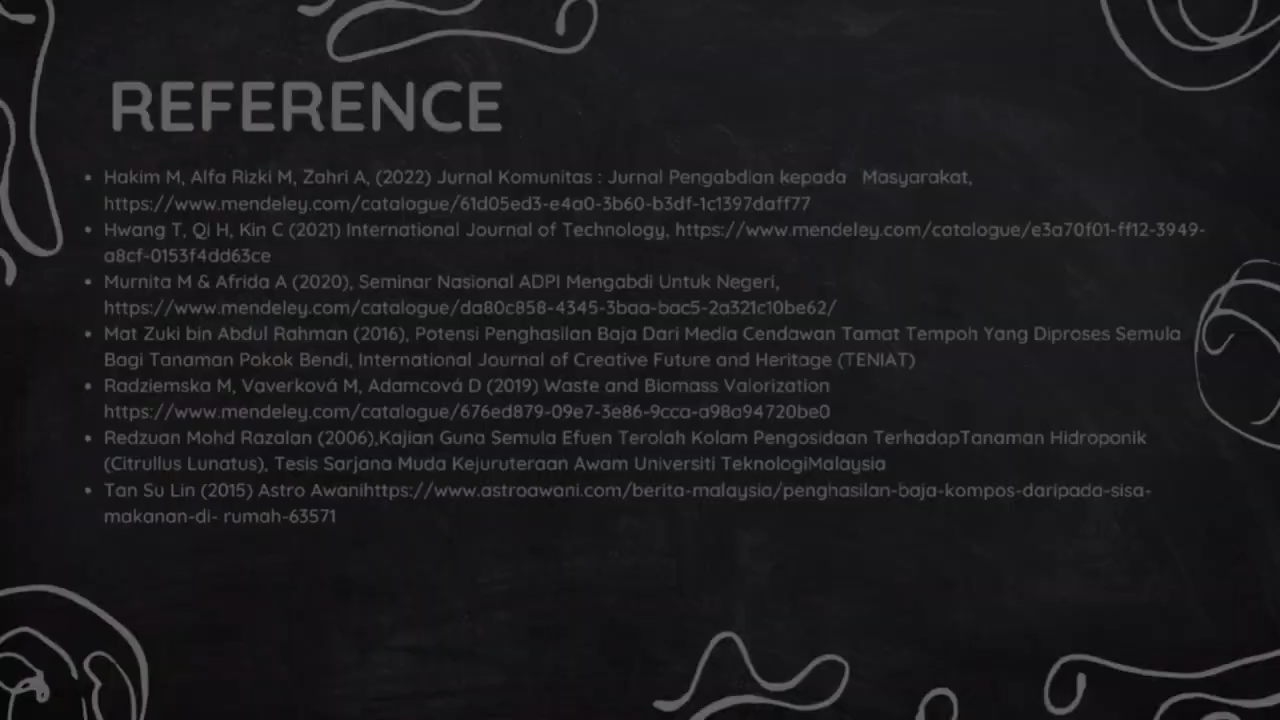 REFERENCE
• Hakim M, Alfa Rizki M, Zahri A, (2022) Jurnal Komunitas : Jurnal Pengabdian kepada Masyarakat,
https://www.mendeley.com/catalogue/61d05ed3-e4a0-3b60-b3df-1c1397daff77
• Hwang T, Qi H, Kin C (2021) International Journal of Technology, https://www.mendeley.com/catalogue/e3a70f01-ff12-3949-
a8cf-0153f4dd63ce
• Murnita M & Afrida A (2020), Seminar Nasional ADPI Mengabdi Untuk Negeri,
https://www.mendeley.com/catalogue/da80c858-4345-3baa-bac5-2a321c10be62/
• Mat Zuki bin Abdul Rahman (2016), Potensi Penghasilan Baja Dari Media Cendawan Tamat Tempoh Yang Diproses Semula
Bagi Tanaman Pokok Bendi, International Journal of Creative Future and Heritage (TENIAT)
• Radziemska M, Vaverková M, Adamcová D (2019) Waste and Biomass Valorization
https://www.mendeley.com/catalogue/676ed879-09e7-3e86-9cca-a98a94720be0
• Redzuan Mohd Razalan (2006),Kajian Guna Semula Efuen Terolah Kolam Pengosidaan TerhadapTanaman Hidroponik
(Citrullus Lunatus), Tesis Sarjana Muda Kejuruteraan Awam Universiti TeknologiMalaysia
• Tan Su Lin (2015) Astro Awanihttps://www.astroawani.com/berita-malaysia/penghasilan-baja-kompos-daripada-sisa-
makanan-di- rumah-63571